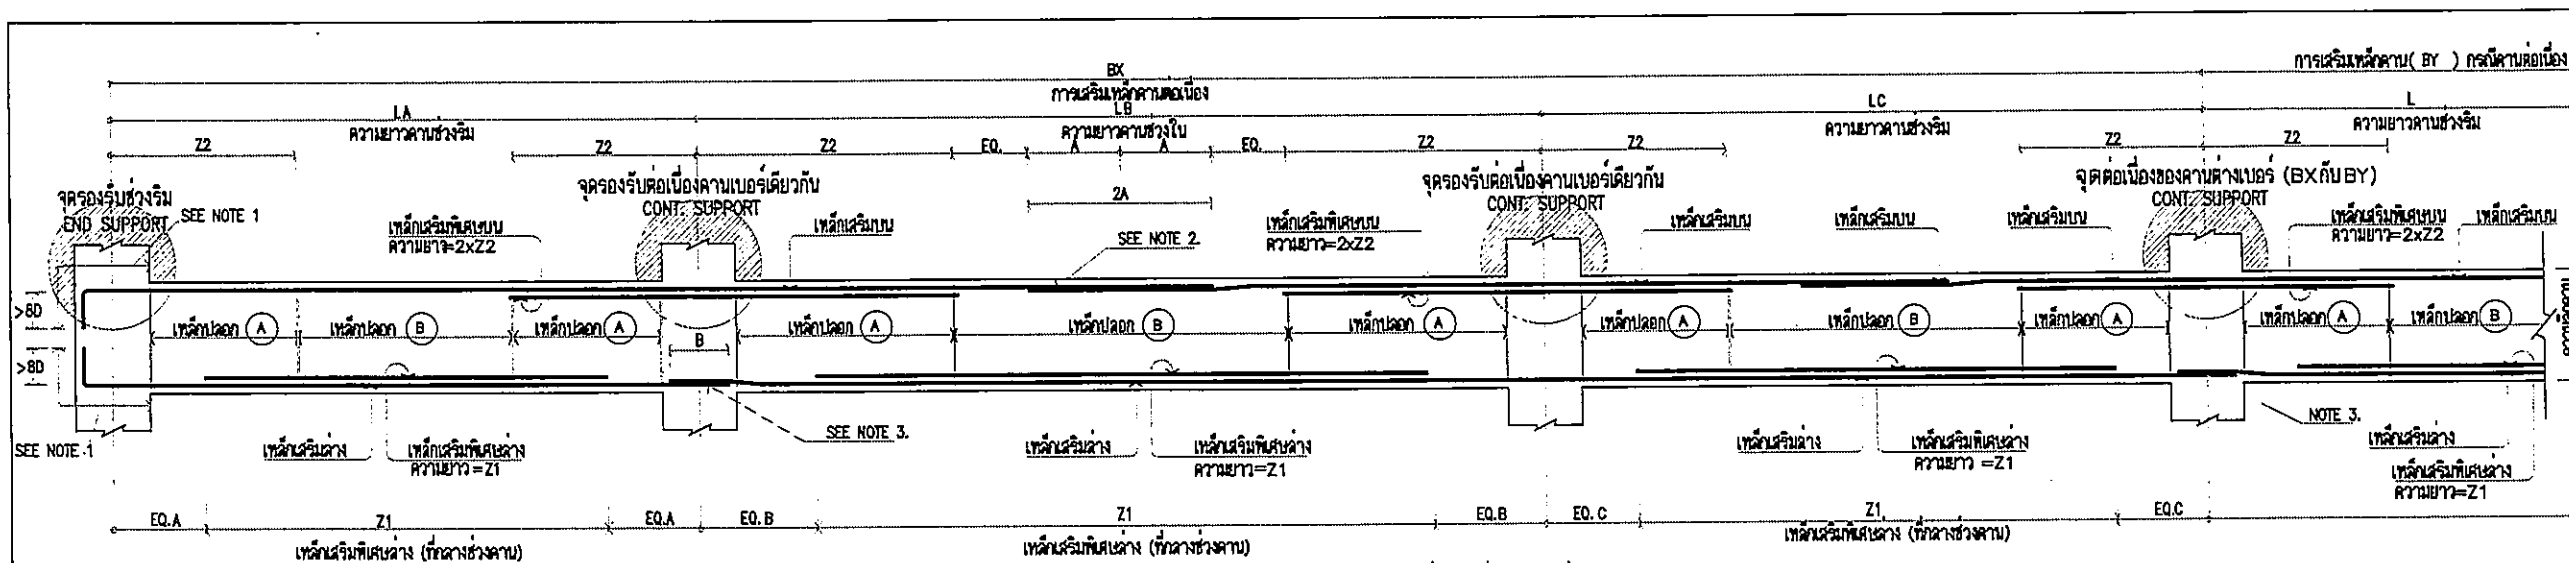 BX
การเสริมเหล็กคานต่อเนื่อง
การเสริมเหล็กคาน( BY ) กรณีคานต่อเนื่อง
LA
ความยาวคานช่วงริม
LB
ความยาวคานช่วงใน
LC
ความยาวคานช่วงริม
L
ความยาวคานช่วงริม
Z2
Z2
Z2
EQ.
A
A
EQ.
Z2
Z2
Z2
Z2
จุดรองรับช่วงริม
END SUPPORT
SEE NOTE 1
จุดรองรับต่อเนื่องคานเบอร์เดียวกัน
CONT. SUPPORT
2A
จุดรองรับต่อเนื่องคานเบอร์เดียวกัน
CONT. SUPPORT
จุดต่อเนื่องของคานต่างเบอร์ (BXกับBY)
CONT. SUPPORT
เหล็กเสริมพิเศษบน
ความยาว=2xZ2
เหล็กเสริมบน
SEE NOTE 2.
เหล็กเสริมพิเศษบน
ความยาว=2xZ2
เหล็กเสริมบน
เหล็กเสริมบน
เหล็กเสริมบน
เหล็กเสริมพิเศษบน
ความยาว=2xZ2
เหล็กเสริมบน
>8D
>8D
เหล็กปลอก A
เหล็กปลอก B
เหล็กปลอก A
B
เหล็กปลอก A
เหล็กปลอก B
เหล็กปลอก A
เหล็กปลอก A
เหล็กปลอก B
เหล็กปลอก A
เหล็กปลอก A
เหล็กปลอก B
SEE NOTE 1
เหล็กเสริมล่าง
เหล็กเสริมพิเศษล่าง
ความยาว =Z1
SEE NOTE 3.
เหล็กเสริมล่าง
เหล็กเสริมพิเศษล่าง
ความยาว=Z1
เหล็กเสริมล่าง
เหล็กเสริมพิเศษล่าง
ความยาว =Z1
NOTE 3.
เหล็กเสริมล่าง
เหล็กเสริมพิเศษล่าง
ความยาว=Z1
EQ.A
Z1
EQ.A
EQ.B
Z1
EQ.B
EQ.C
Z1
EQ.C
เหล็กเสริมพิเศษล่าง (ที่กลางช่วงคาน)
เหล็กเสริมพิเศษล่าง (ที่กลางช่วงคาน)
เหล็กเสริมพิเศษล่าง (ที่กลางช่วงคาน)